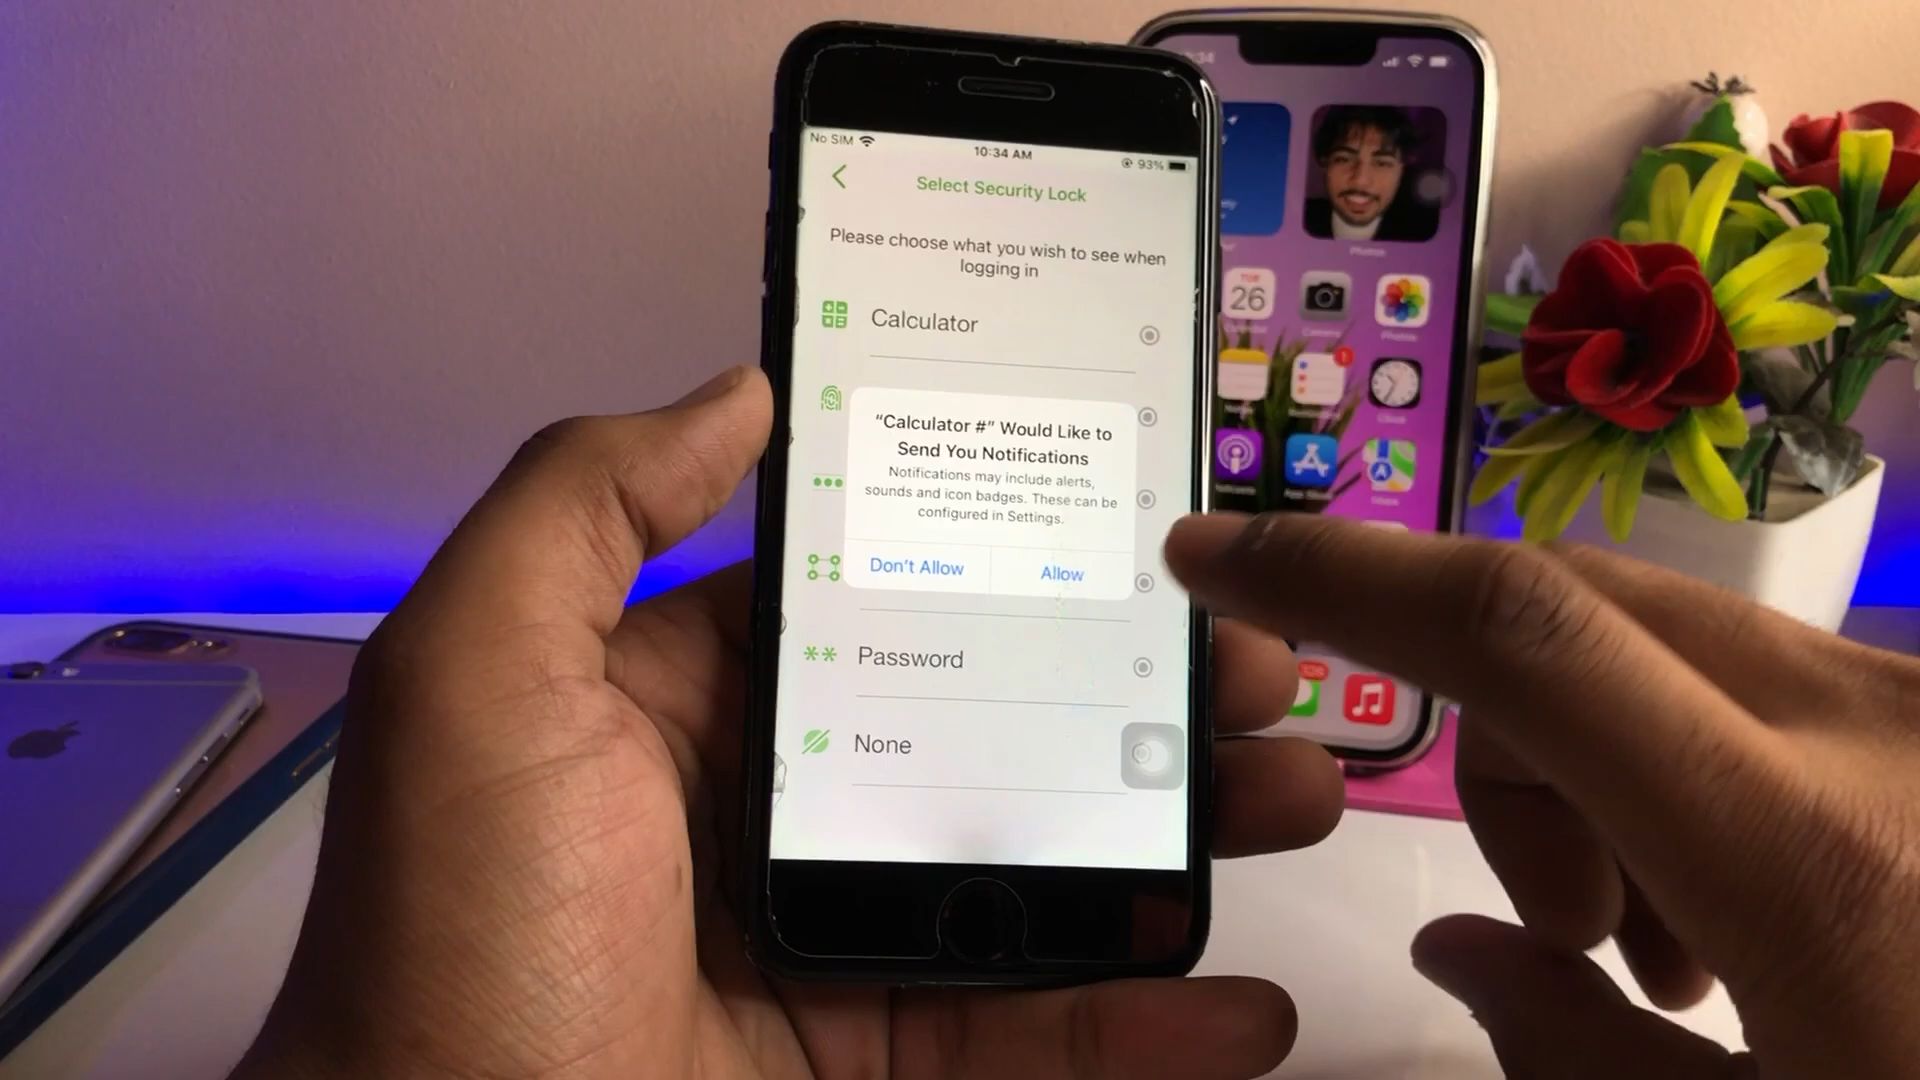 No SIM
10:34 AM
93%
Select Security Lock
Please choose what you wish to see when
logging in
Calculator
“Calculator #” Would Like to
Send You Notifications
Notifications may include alerts,
sounds and icon badges. These can be
configured in Settings.
Don’t Allow
Allow
Password
None
TUE
26
1